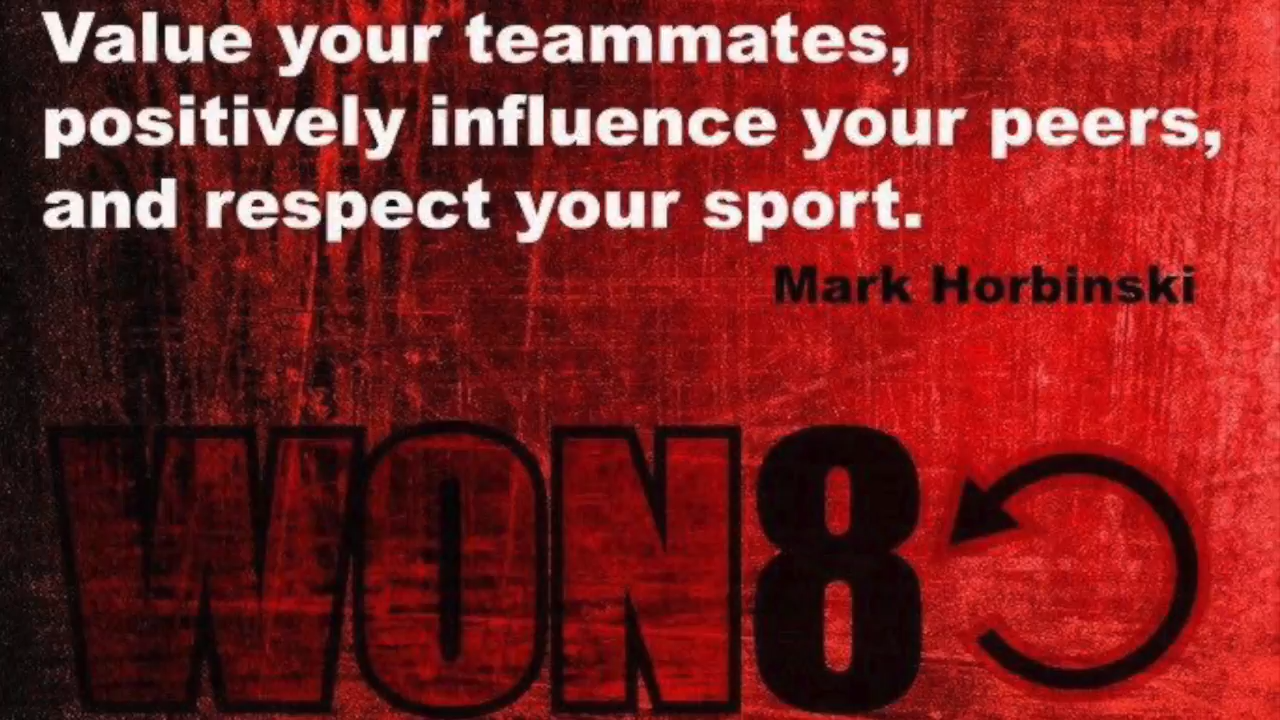 Value your teammates,
positively influence your peers,
and respect your sport.
Mark Horbinski
WON8